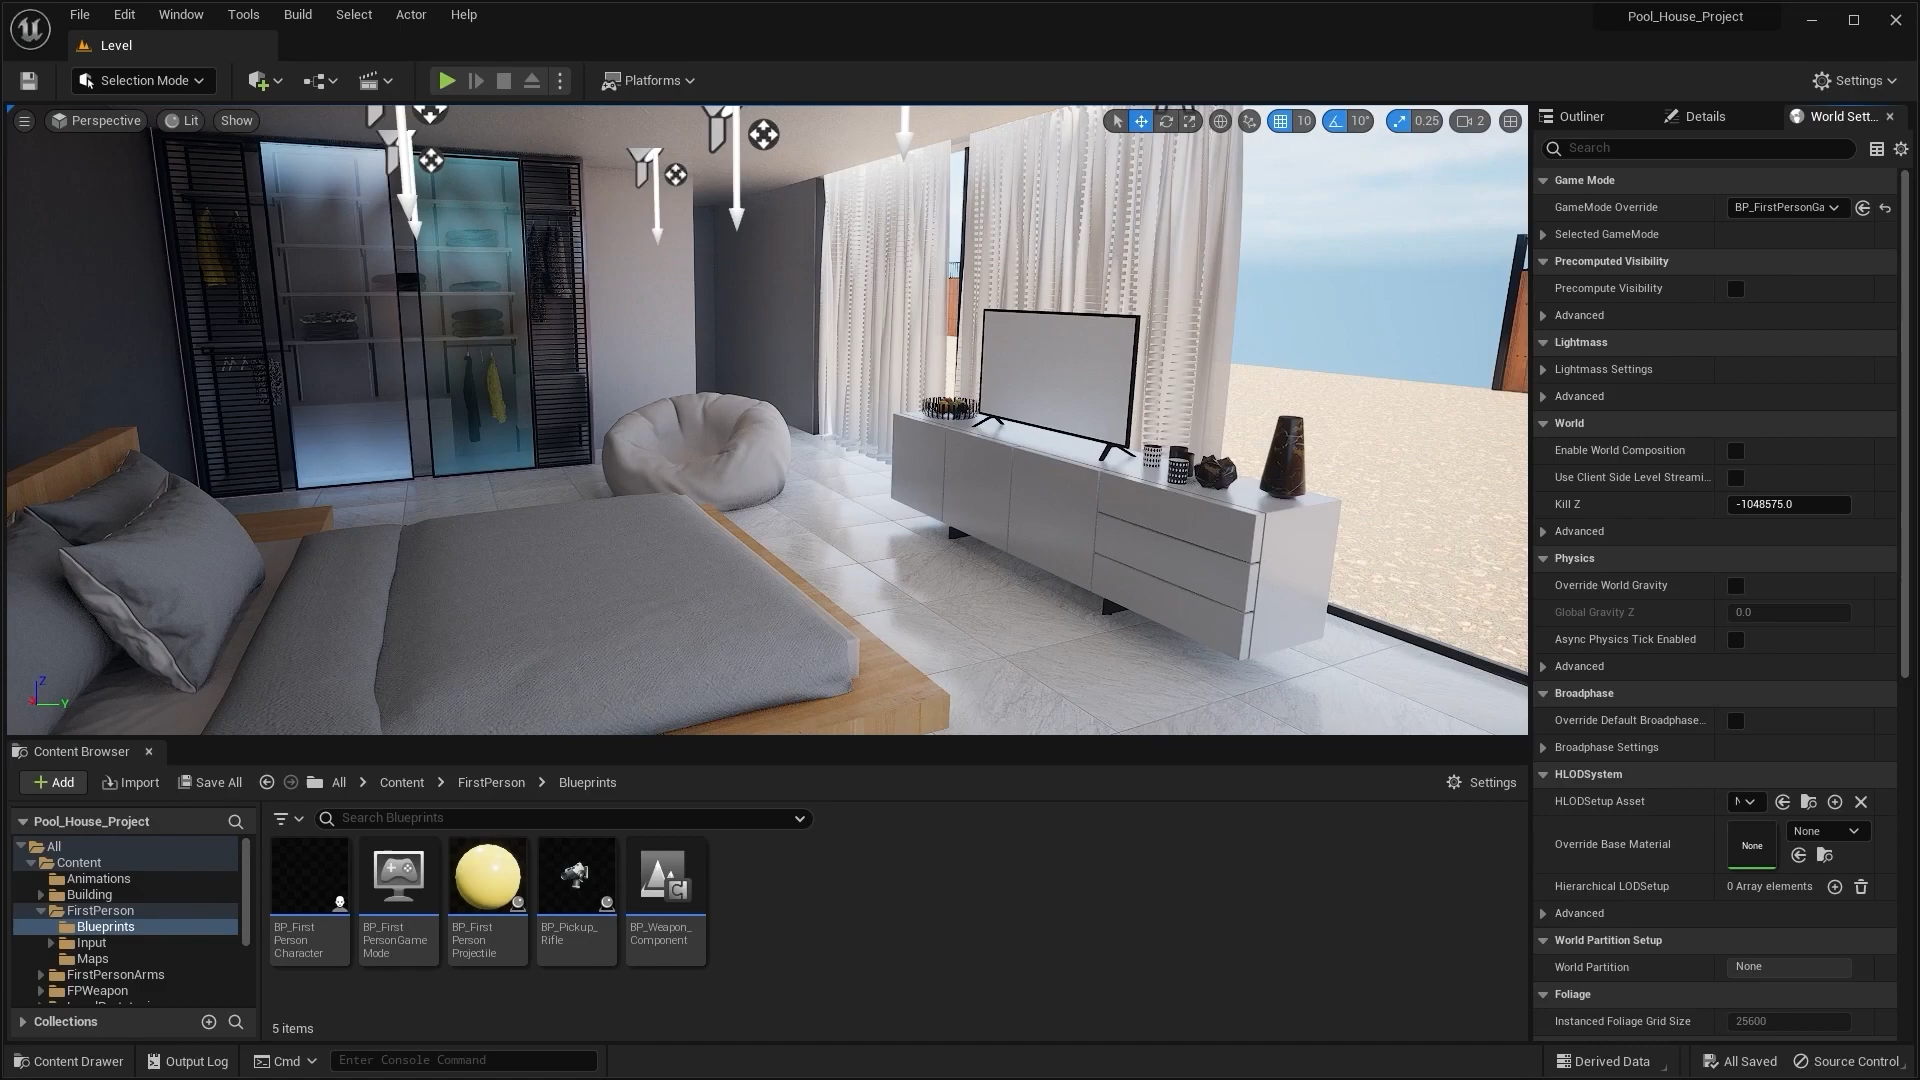 File Edit Window Tools Build Select Actor Help
Pool_House_Project
Level
Selection Mode
Platforms
Settings
Perspective Lit Show
10 10° 0.25 2
Outliner Details World Sett...
Search
Game Mode
GameMode Override BP_FirstPersonGa
Selected GameMode
Precomputed Visibility
Precompute Visibility
Advanced
Lightmass
Lightmass Settings
Advanced
World
Enable World Composition
Use Client Side Level Streami...
Kill Z -1048575.0
Advanced
Physics
Override World Gravity
Global Gravity Z 0.0
Async Physics Tick Enabled
Advanced
Broadphase
Override Default Broadphase...
Broadphase Settings
HLODSystem
HLODSetup Asset
Override Base Material None None
Hierarchical LODSetup 0 Array elements
Advanced
World Partition Setup
World Partition None
Foliage
Instanced Foliage Grid Size 25600
Z
Y
Content Browser
Add Import Save All All Content FirstPerson Blueprints Settings
Pool_House_Project
Search Blueprints
All
Content
Animations
Building
FirstPerson
Blueprints
Input
Maps
FirstPersonArms
FPWeapon
Collections
BP_First
Person
Character
BP_First
PersonGame
Mode
BP_First
Person
Projectile
BP_Pickup_
Rifle
BP_Weapon_
Component
5 items
Content Drawer Output Log Cmd Enter Console Command Derived Data All Saved Source Control